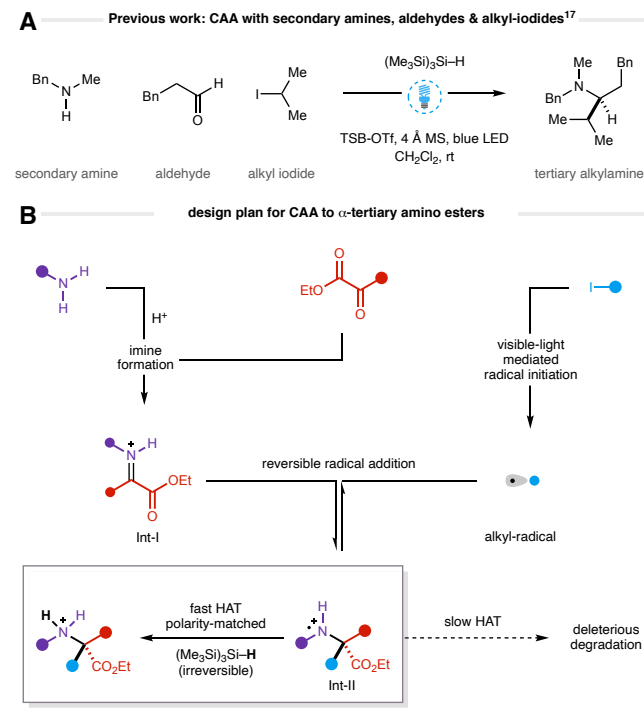 A
Previous work: CAA with secondary amines, aldehydes & alkyl-iodides17
Bn
N
Me
H
Bn
H
O
I
Me
Me
(Me3Si)3Si–H
TSB-OTf, 4 Å MS, blue LED
CH2Cl2, rt
Bn
Me
N
Bn
H
Me
Me
secondary amine
aldehyde
alkyl iodide
tertiary alkylamine
B
design plan for CAA to α-tertiary amino esters
H
N
H
O
EtO
O
I
H+
imine
formation
visible-light
mediated
radical initiation
+
N
H
OEt
O
Int-I
reversible radical addition
alkyl-radical
H
H
+
N
CO2Et
fast HAT
polarity-matched
(Me3Si)3Si–H
(irreversible)
H
•+
N
CO2Et
Int-II
slow HAT
deleterious
degradation